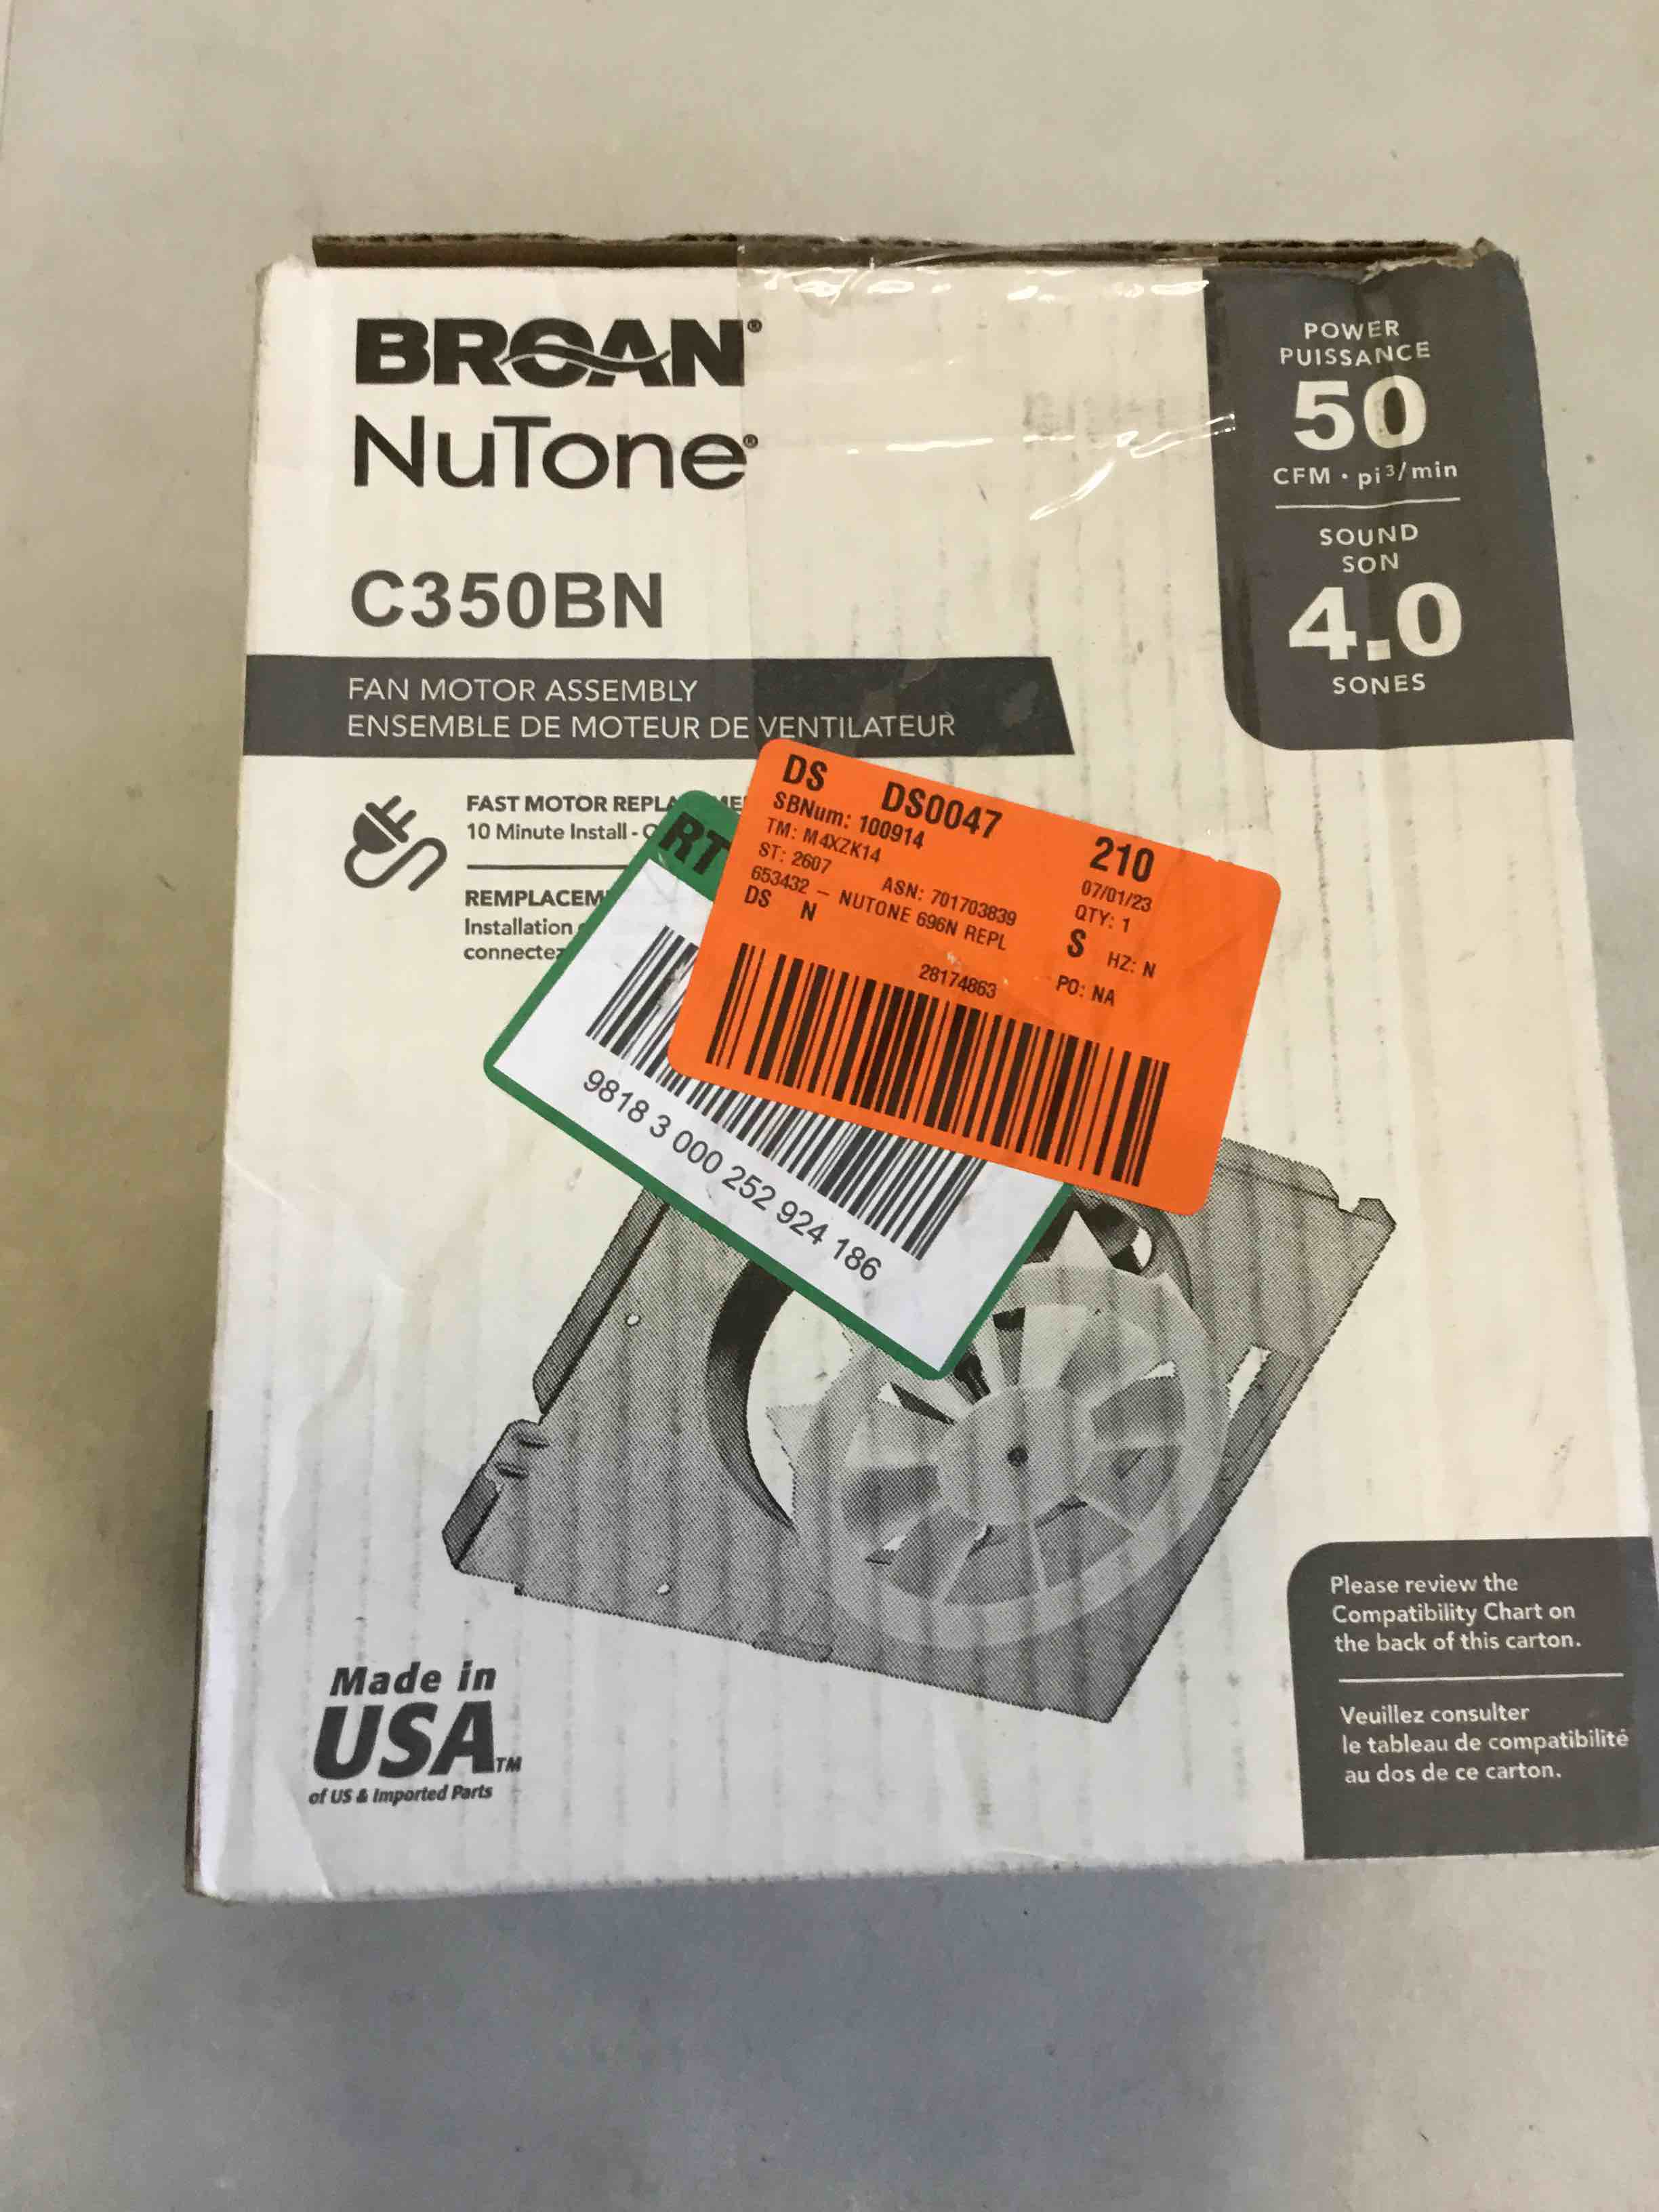 BROAN®
NuTone®
C350BN
FAN MOTOR ASSEMBLY
ENSEMBLE DE MOTEUR DE VENTILATEUR
POWER
PUISSANCE
50
CFM • pi³/min
SOUND
SON
4.0
SONES
FAST MOTOR
10 Minute Install -
Installation
RT
9818 3 000 252 924 186
DS DS0047 210
SBNum: 100914 07/01/23
TM: M4XZK14 QTY: 1
ST: 2607 ASN: 701703839 S HZ: N
653432 – NUTONE 696N REPL PO: NA
DS N
28174863
Made in
USA™
of US & Imported Parts
Please review the
Compatibility Chart on
the back of this carton.
Veuillez consulter
le tableau de compatibilité
au dos de ce carton.